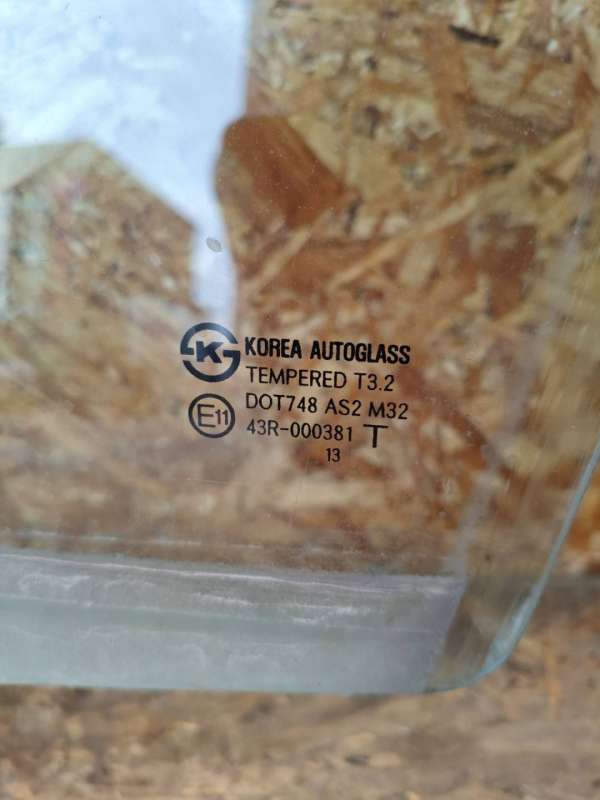 K KOREA AUTOGLASS
TEMPERED T3.2
DOT748 AS2 M32
E11 43R-000381 T
13